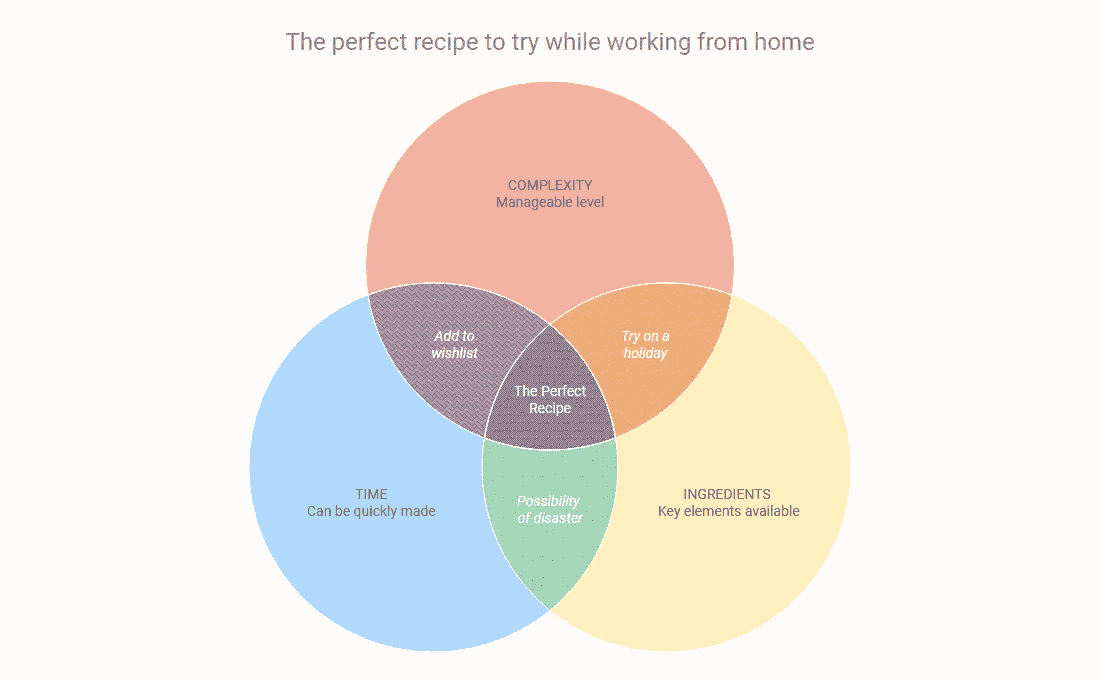 The perfect recipe to try while working from home
COMPLEXITY
Manageable level
Add to
wishlist
Try on a
holiday
The Perfect
Recipe
TIME
Can be quickly made
Possibility
of disaster
INGREDIENTS
Key elements available